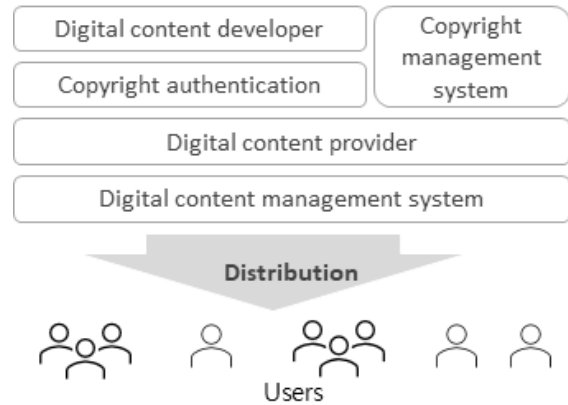 Digital content developer
Copyright
management
system
Copyright authentication
Digital content provider
Digital content management system
Distribution
Users